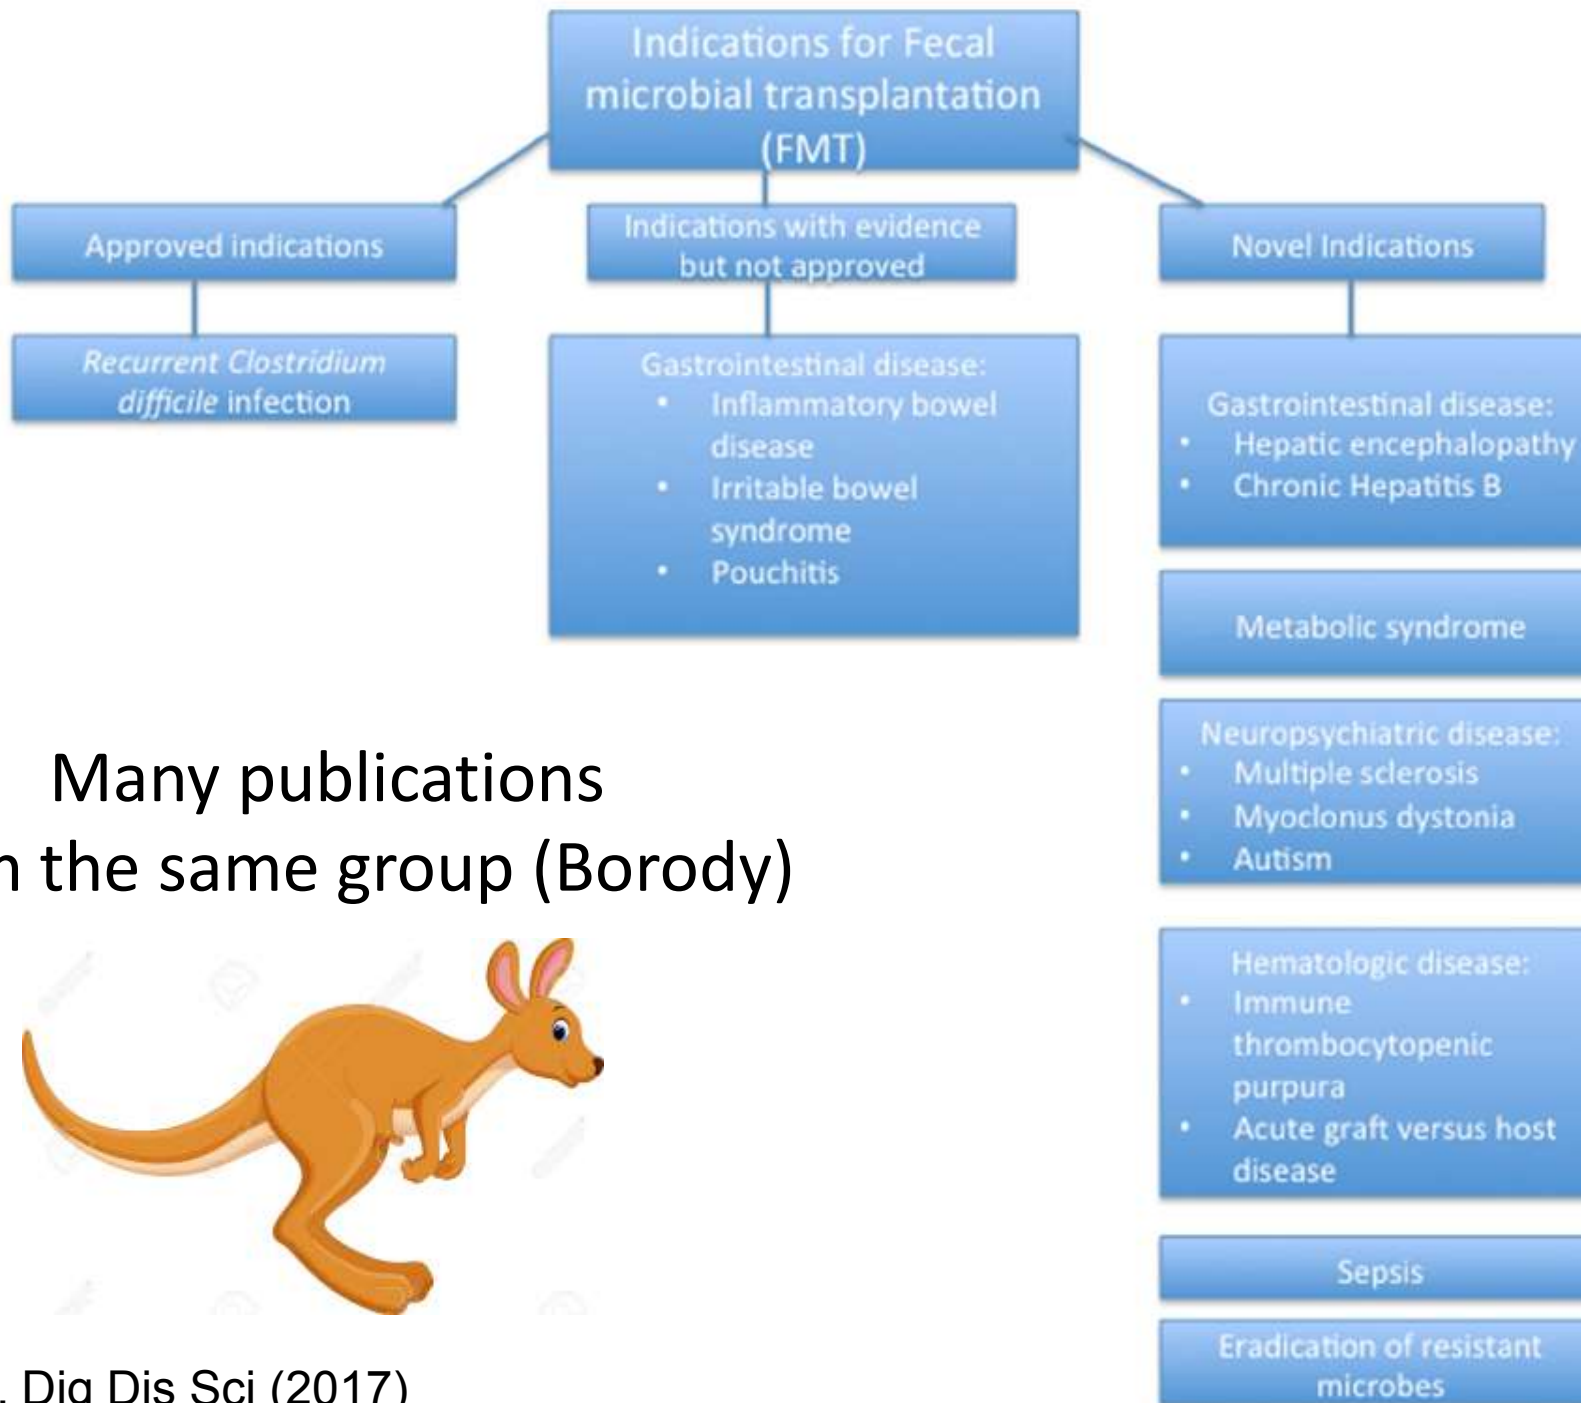 Indications for Fecal
microbial transplantation
(FMT)
Approved indications
Recurrent Clostridium
difficile infection
Indications with evidence
but not approved
Gastrointestinal disease:
• Inflammatory bowel
disease
• Irritable bowel
syndrome
• Pouchitis
Novel Indications
Gastrointestinal disease:
• Hepatic encephalopathy
• Chronic Hepatitis B
Metabolic syndrome
Neuropsychiatric disease:
• Multiple sclerosis
• Myoclonus dystonia
• Autism
Hematologic disease:
• Immune
thrombocytopenic
purpura
• Acute graft versus host
disease
Sepsis
Eradication of resistant
microbes
Many publications
the same group (Borody)
Dig Dis Sci (2017)